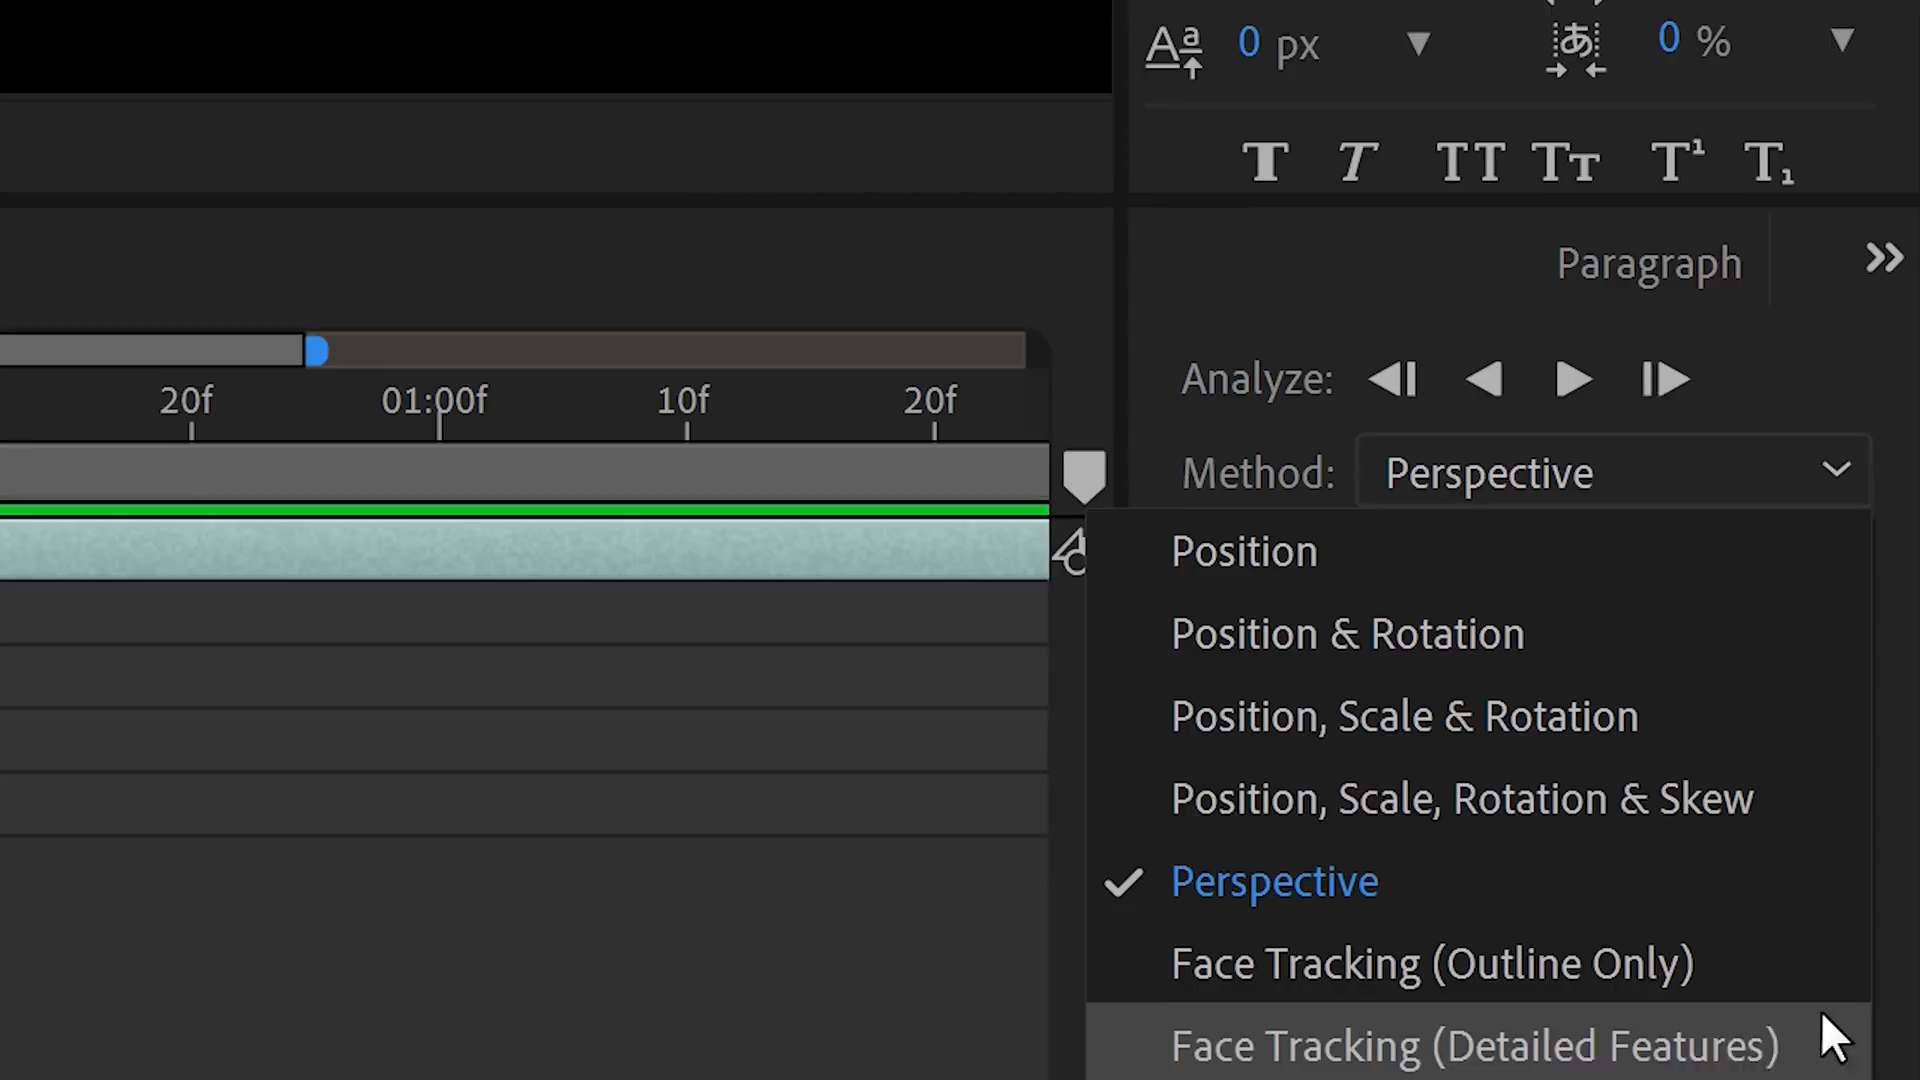 0 px
0 %
T T TT Tт T¹ T₁
Paragraph
20f 01:00f 10f 20f
Analyze:
Method: Perspective
Position
Position & Rotation
Position, Scale & Rotation
Position, Scale, Rotation & Skew
Perspective
Face Tracking (Outline Only)
Face Tracking (Detailed Features)